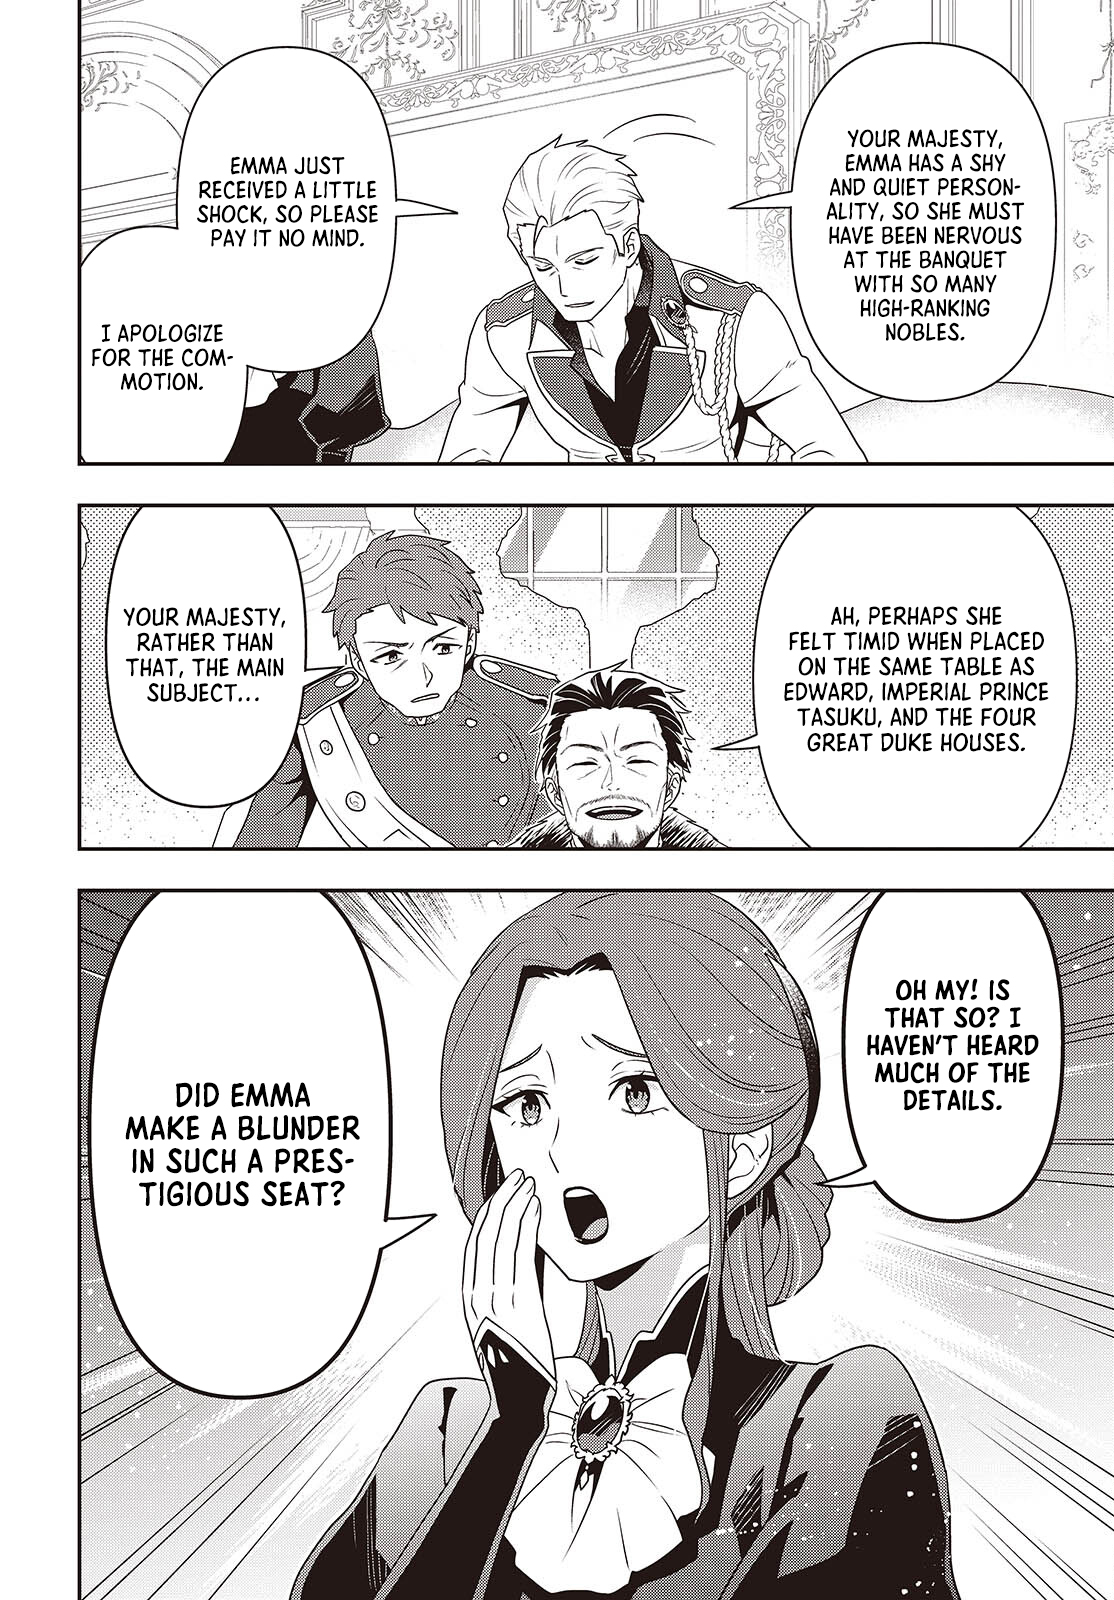 YOUR MAJESTY,
EMMA HAS A SHY
AND QUIET PERSON-
ALITY, SO SHE MUST
HAVE BEEN NERVOUS
AT THE BANQUET
WITH SO MANY
HIGH-RANKING
NOBLES.
EMMA JUST
RECEIVED A LITTLE
SHOCK, SO PLEASE
PAY IT NO MIND.
I APOLOGIZE
FOR THE COM-
MOTION.
AH, PERHAPS SHE
FELT TIMID WHEN PLACED
ON THE SAME TABLE AS
EDWARD, IMPERIAL PRINCE
TASUKU, AND THE FOUR
GREAT DUKE HOUSES.
YOUR MAJESTY,
RATHER THAN
THAT, THE MAIN
SUBJECT...
OH MY! IS
THAT SO? I
HAVEN'T HEARD
MUCH OF THE
DETAILS.
DID EMMA
MAKE A BLUNDER
IN SUCH A PRES-
TIGIOUS SEAT?